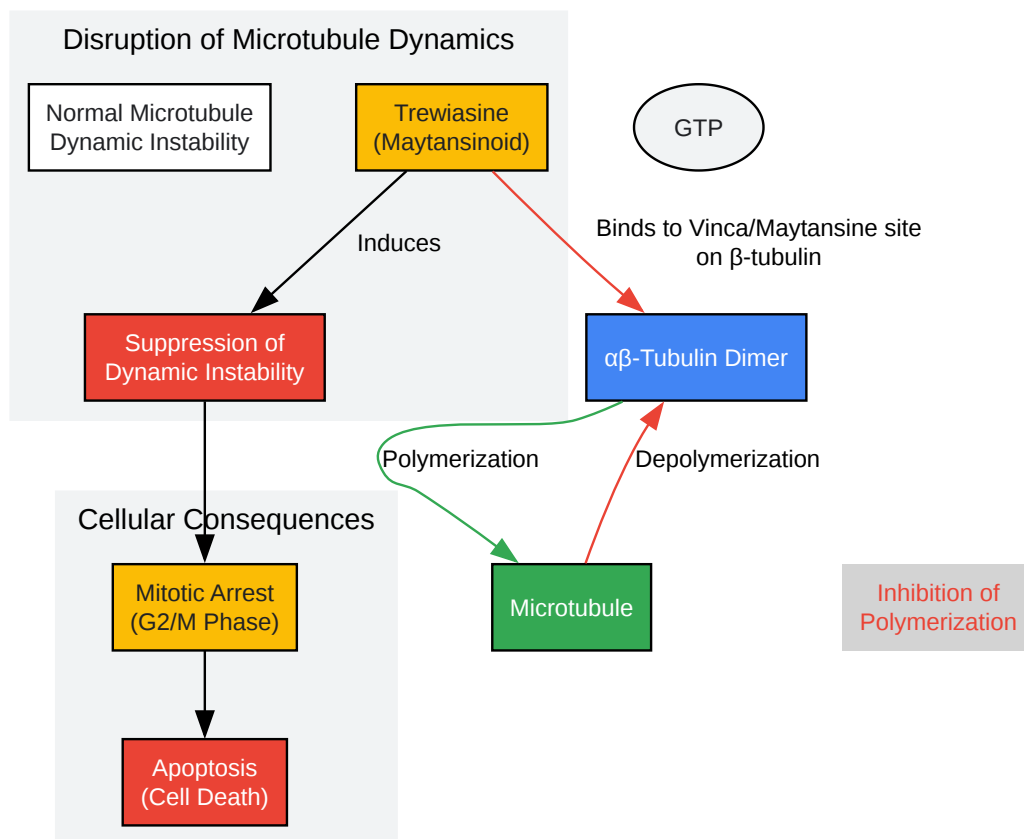 Disruption of Microtubule Dynamics
Normal Microtubule
Dynamic Instability
Trewiasine
(Maytansinoid)
GTP
Induces
Binds to Vinca/Maytansine site
on β-tubulin
Suppression of
Dynamic Instability
αβ-Tubulin Dimer
Polymerization
Depolymerization
Cellular Consequences
Mitotic Arrest
(G2/M Phase)
Microtubule
Inhibition of
Polymerization
Apoptosis
(Cell Death)